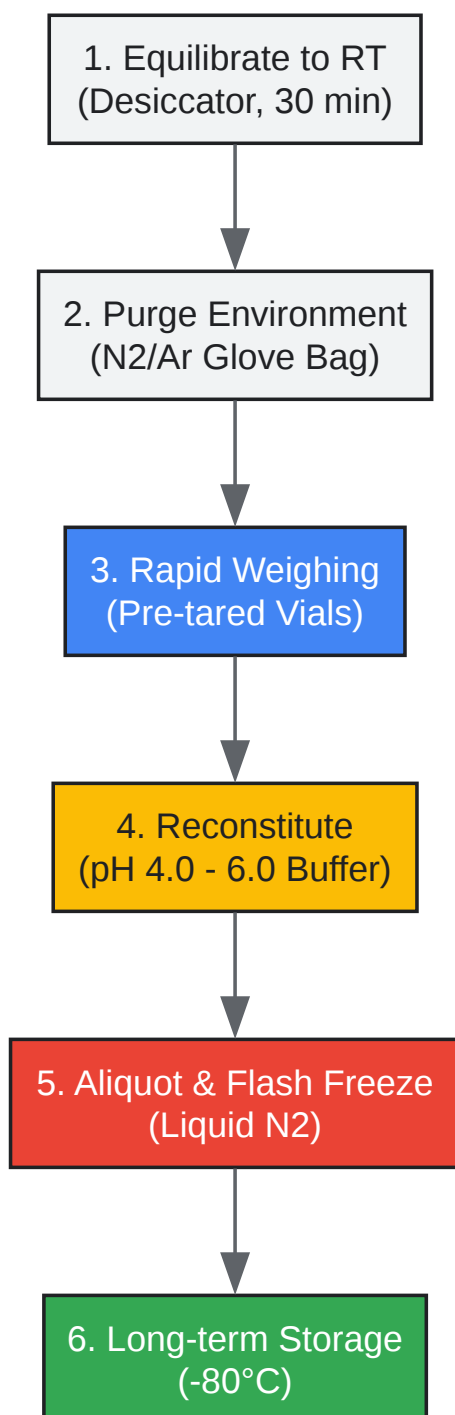 1. Equilibrate to RT
(Desiccator, 30 min)
2. Purge Environment
(N2/Ar Glove Bag)
3. Rapid Weighing
(Pre-tared Vials)
4. Reconstitute
(pH 4.0 - 6.0 Buffer)
5. Aliquot & Flash Freeze
(Liquid N2)
6. Long-term Storage
(-80°C)